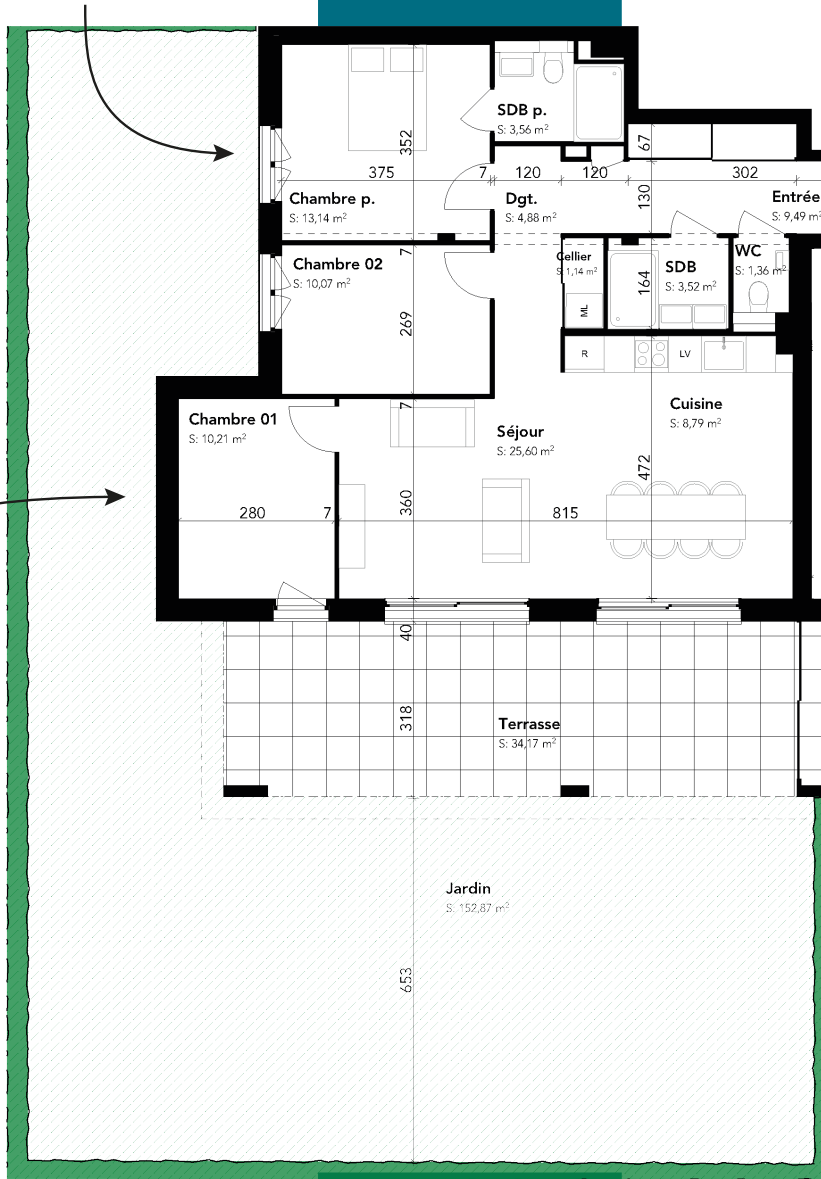 SDB p.
S: 3,56 m²
67
352
375
7
120
120
302
130
Chambre p.
S: 13,14 m²
Dgt.
S: 4,88 m²
Entrée
S: 9,49 m²
7
Chambre 02
S: 10,07 m²
Cellier
S: 1,14 m²
164
SDB
S: 3,52 m²
WC
S: 1,36 m²
ML
269
R
LV
7
Chambre 01
S: 10,21 m²
Séjour
S: 25,60 m²
Cuisine
S: 8,79 m²
472
360
280
7
815
40
318
Terrasse
S: 34,17 m²
Jardin
S: 152,87 m²
653